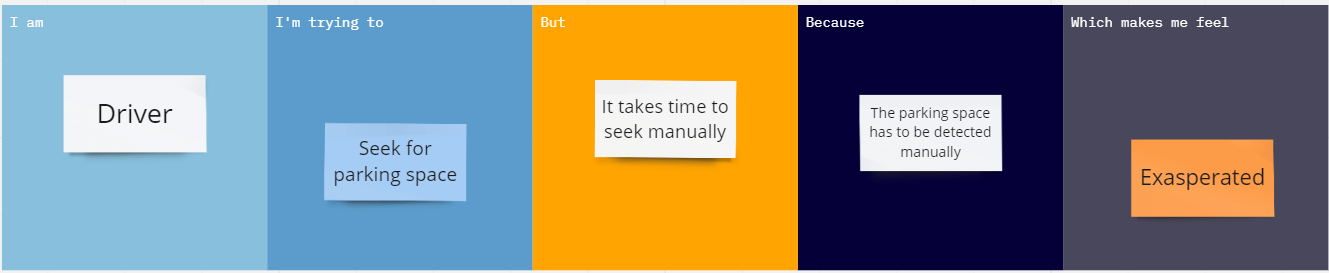 I am
Driver
I'm trying to
Seek for
parking space
But
It takes time to
seek manually
Because
The parking space
has to be detected
manually
Which makes me feel
Exasperated